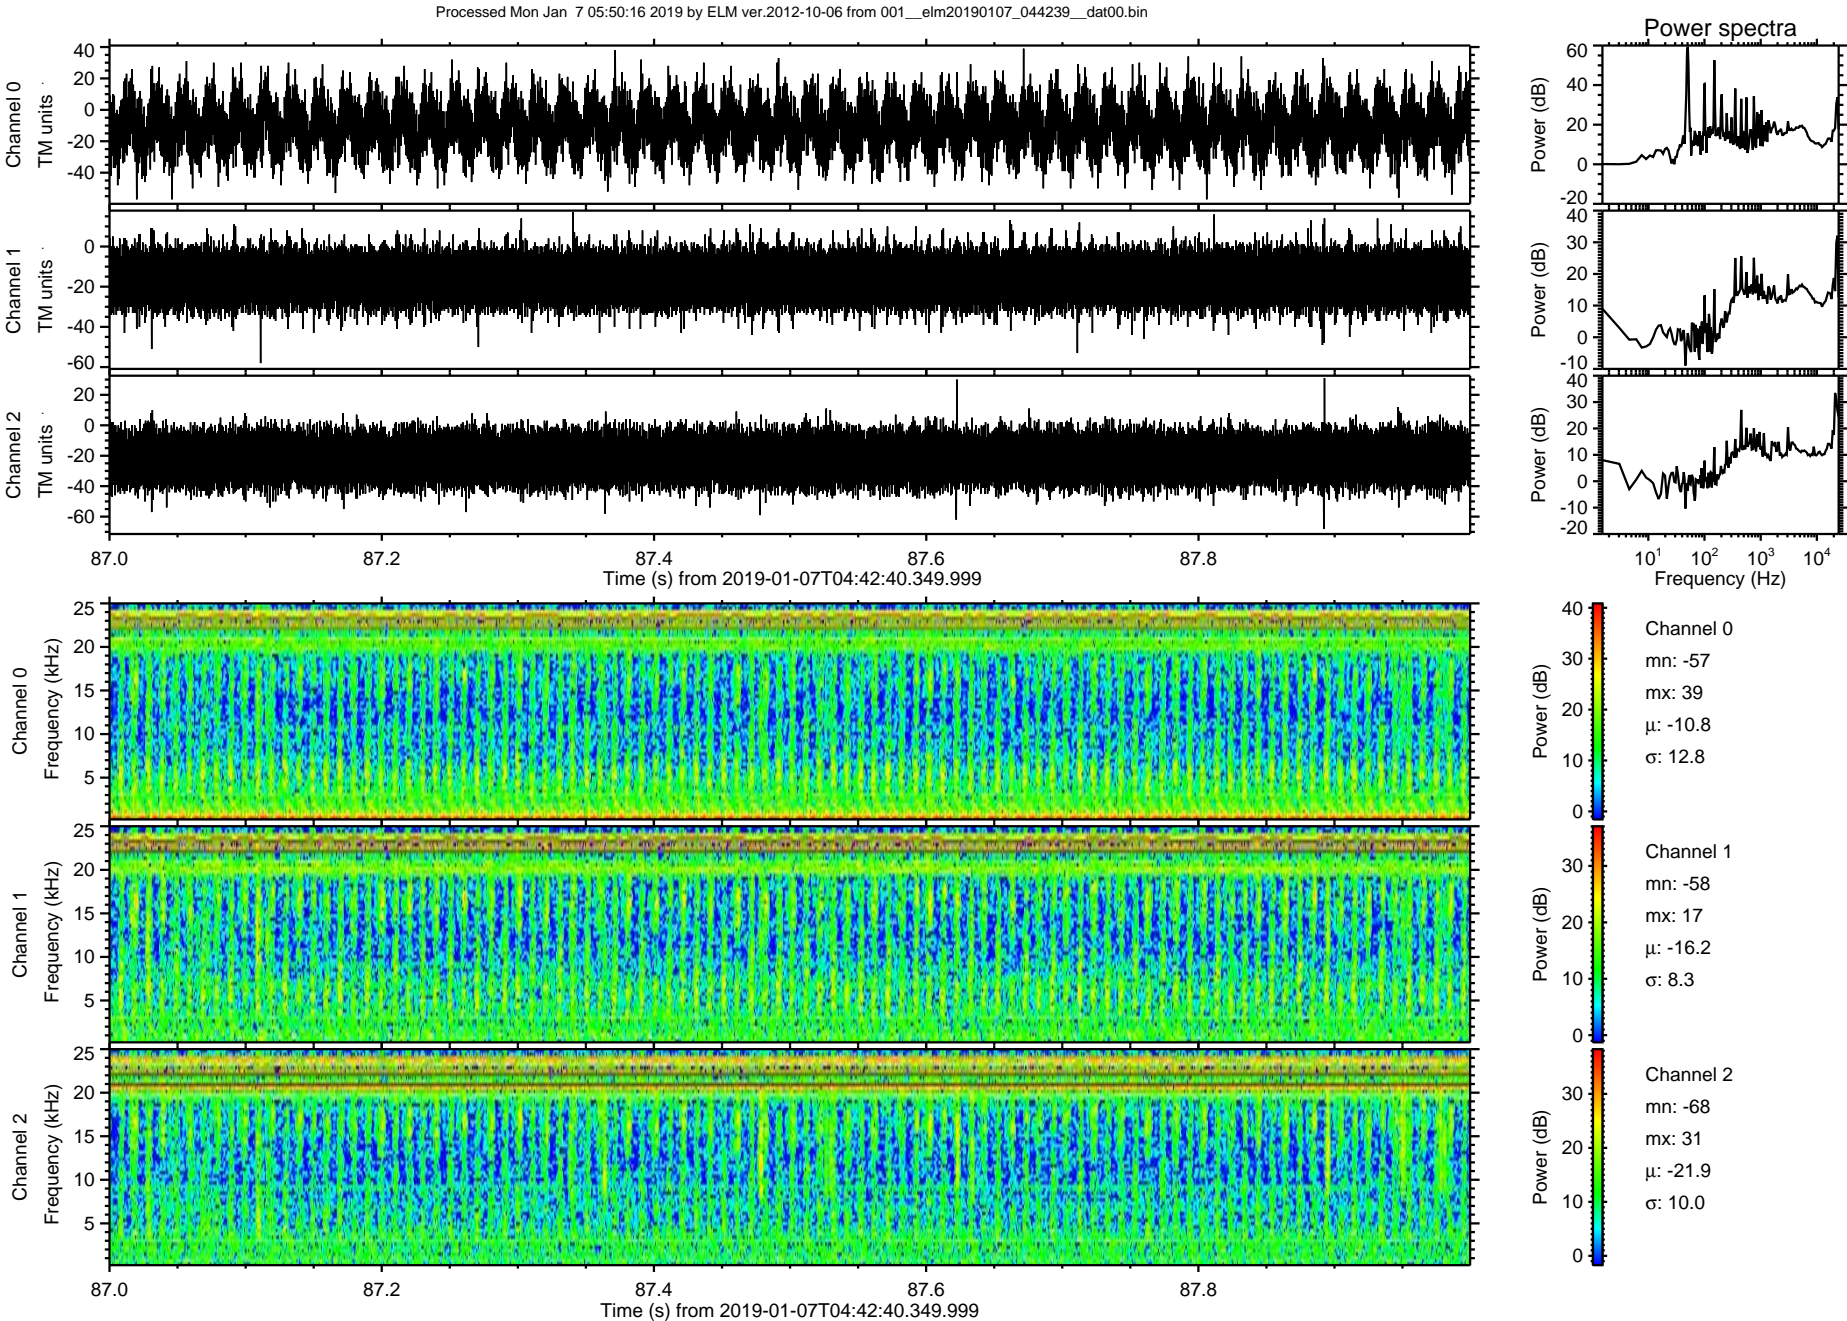 Processed Mon Jan  7 05:50:16 2019 by ELM ver.2012-10-06 from 001__elm20190107_044239__dat00.bin
Power spectra
Channel 0
TM units
40
20
0
-20
-40
Power (dB)
60
40
20
0
-20
Channel 1
TM units
0
-20
-40
-60
Power (dB)
40
30
20
10
0
-10
Channel 2
TM units
20
0
-20
-40
-60
Power (dB)
40
30
20
10
0
-10
-20
87.0 87.2 87.4 87.6 87.8
Time (s) from 2019-01-07T04:42:40.349.999
10¹ 10² 10³ 10⁴
Frequency (Hz)
Channel 0
Frequency (kHz)
25
20
15
10
5
Power (dB)
40
30
20
10
0
Channel 0
mn: -57
mx: 39
μ: -10.8
σ: 12.8
Channel 1
Frequency (kHz)
25
20
15
10
5
Power (dB)
30
20
10
0
Channel 1
mn: -58
mx: 17
μ: -16.2
σ: 8.3
Channel 2
Frequency (kHz)
25
20
15
10
5
Power (dB)
30
20
10
0
Channel 2
mn: -68
mx: 31
μ: -21.9
σ: 10.0
87.0 87.2 87.4 87.6 87.8
Time (s) from 2019-01-07T04:42:40.349.999